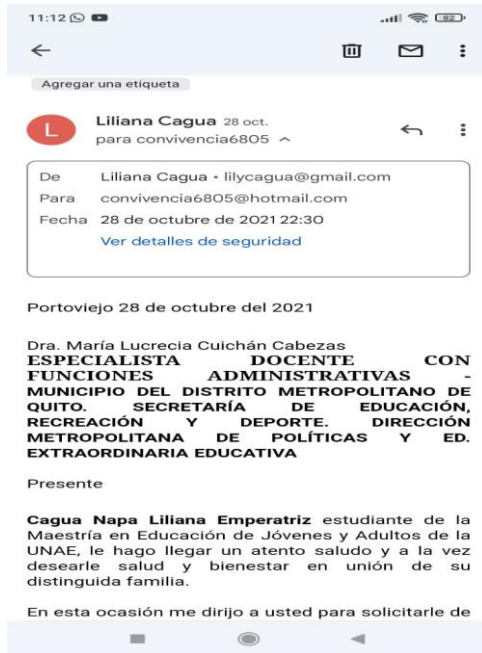 11:12
82
Agregar una etiqueta
L
Liliana Cagua 28 oct.
para convivencia6805
De Liliana Cagua • lilycagua@gmail.com
Para convivencia6805@hotmail.com
Fecha 28 de octubre de 2021 22:30
Ver detalles de seguridad
Portoviejo 28 de octubre del 2021
Dra. María Lucrecia Cuichán Cabezas
ESPECIALISTA DOCENTE CON
FUNCIONES ADMINISTRATIVAS -
MUNICIPIO DEL DISTRITO METROPOLITANO DE
QUITO. SECRETARÍA DE EDUCACIÓN,
RECREACIÓN Y DEPORTE. DIRECCIÓN
METROPOLITANA DE POLÍTICAS Y ED.
EXTRAORDINARIA EDUCATIVA
Presente
Cagua Napa Liliana Emperatriz estudiante de la
Maestría en Educación de Jóvenes y Adultos de la
UNAE, le hago llegar un atento saludo y a la vez
desearle salud y bienestar en unión de su
distinguida familia.
En esta ocasión me dirijo a usted para solicitarle de